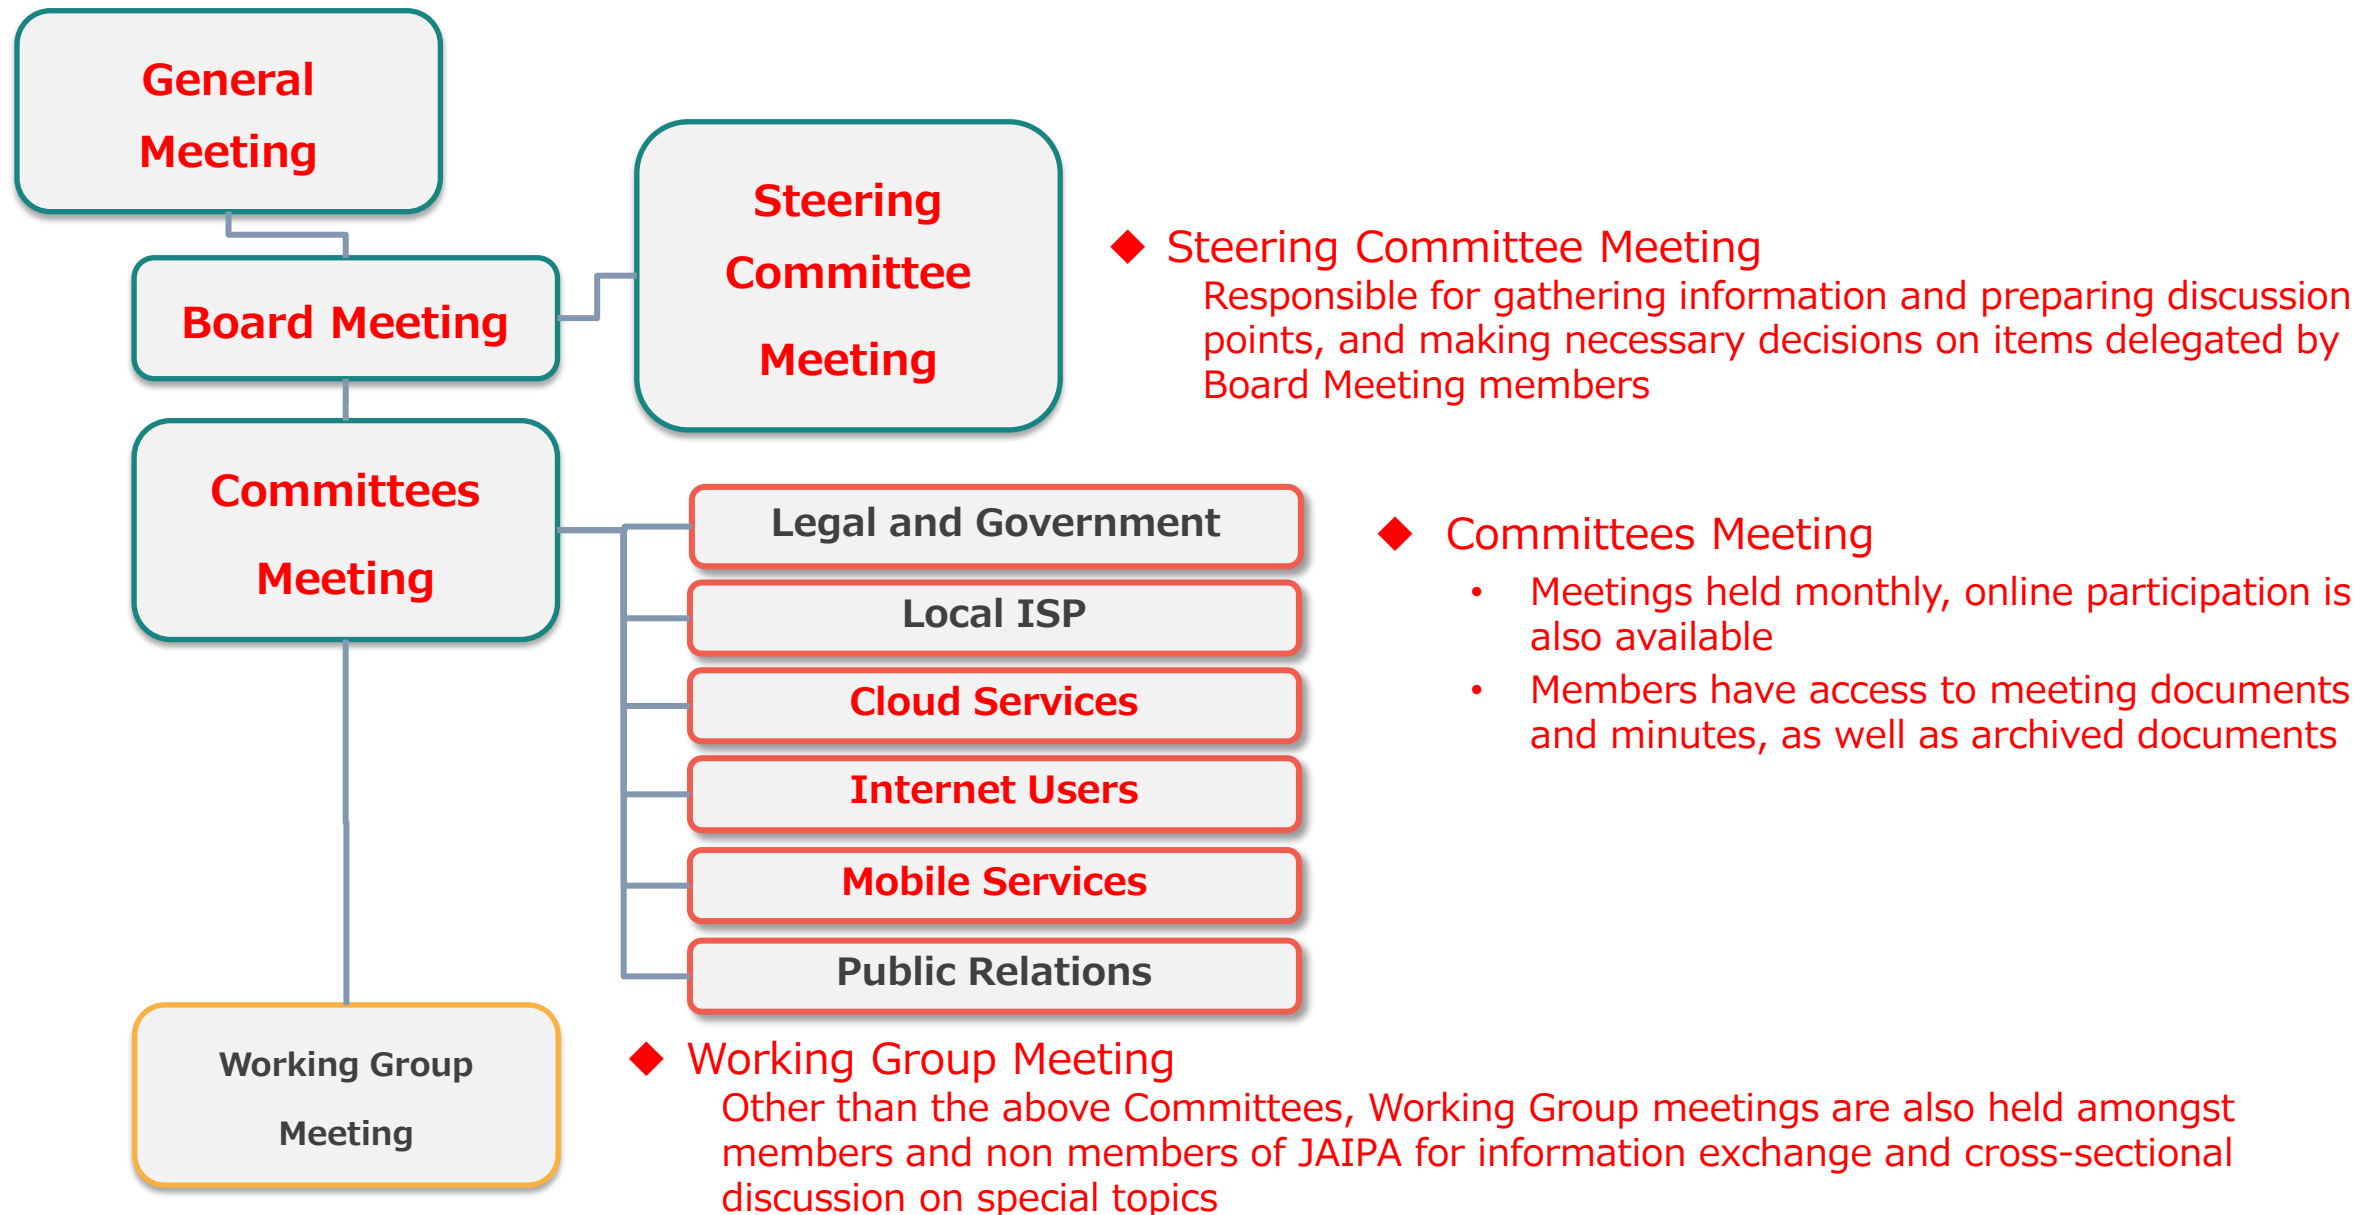 General
Meeting
Steering
Committee
Meeting
◆ Steering Committee Meeting
Responsible for gathering information and preparing discussion
points, and making necessary decisions on items delegated by
Board Meeting members
Board Meeting
Committees
Meeting
Legal and Government
Local ISP
Cloud Services
Internet Users
Mobile Services
Public Relations
◆ Committees Meeting
• Meetings held monthly, online participation is
also available
• Members have access to meeting documents
and minutes, as well as archived documents
Working Group
Meeting
◆ Working Group Meeting
Other than the above Committees, Working Group meetings are also held amongst
members and non members of JAIPA for information exchange and cross-sectional
discussion on special topics